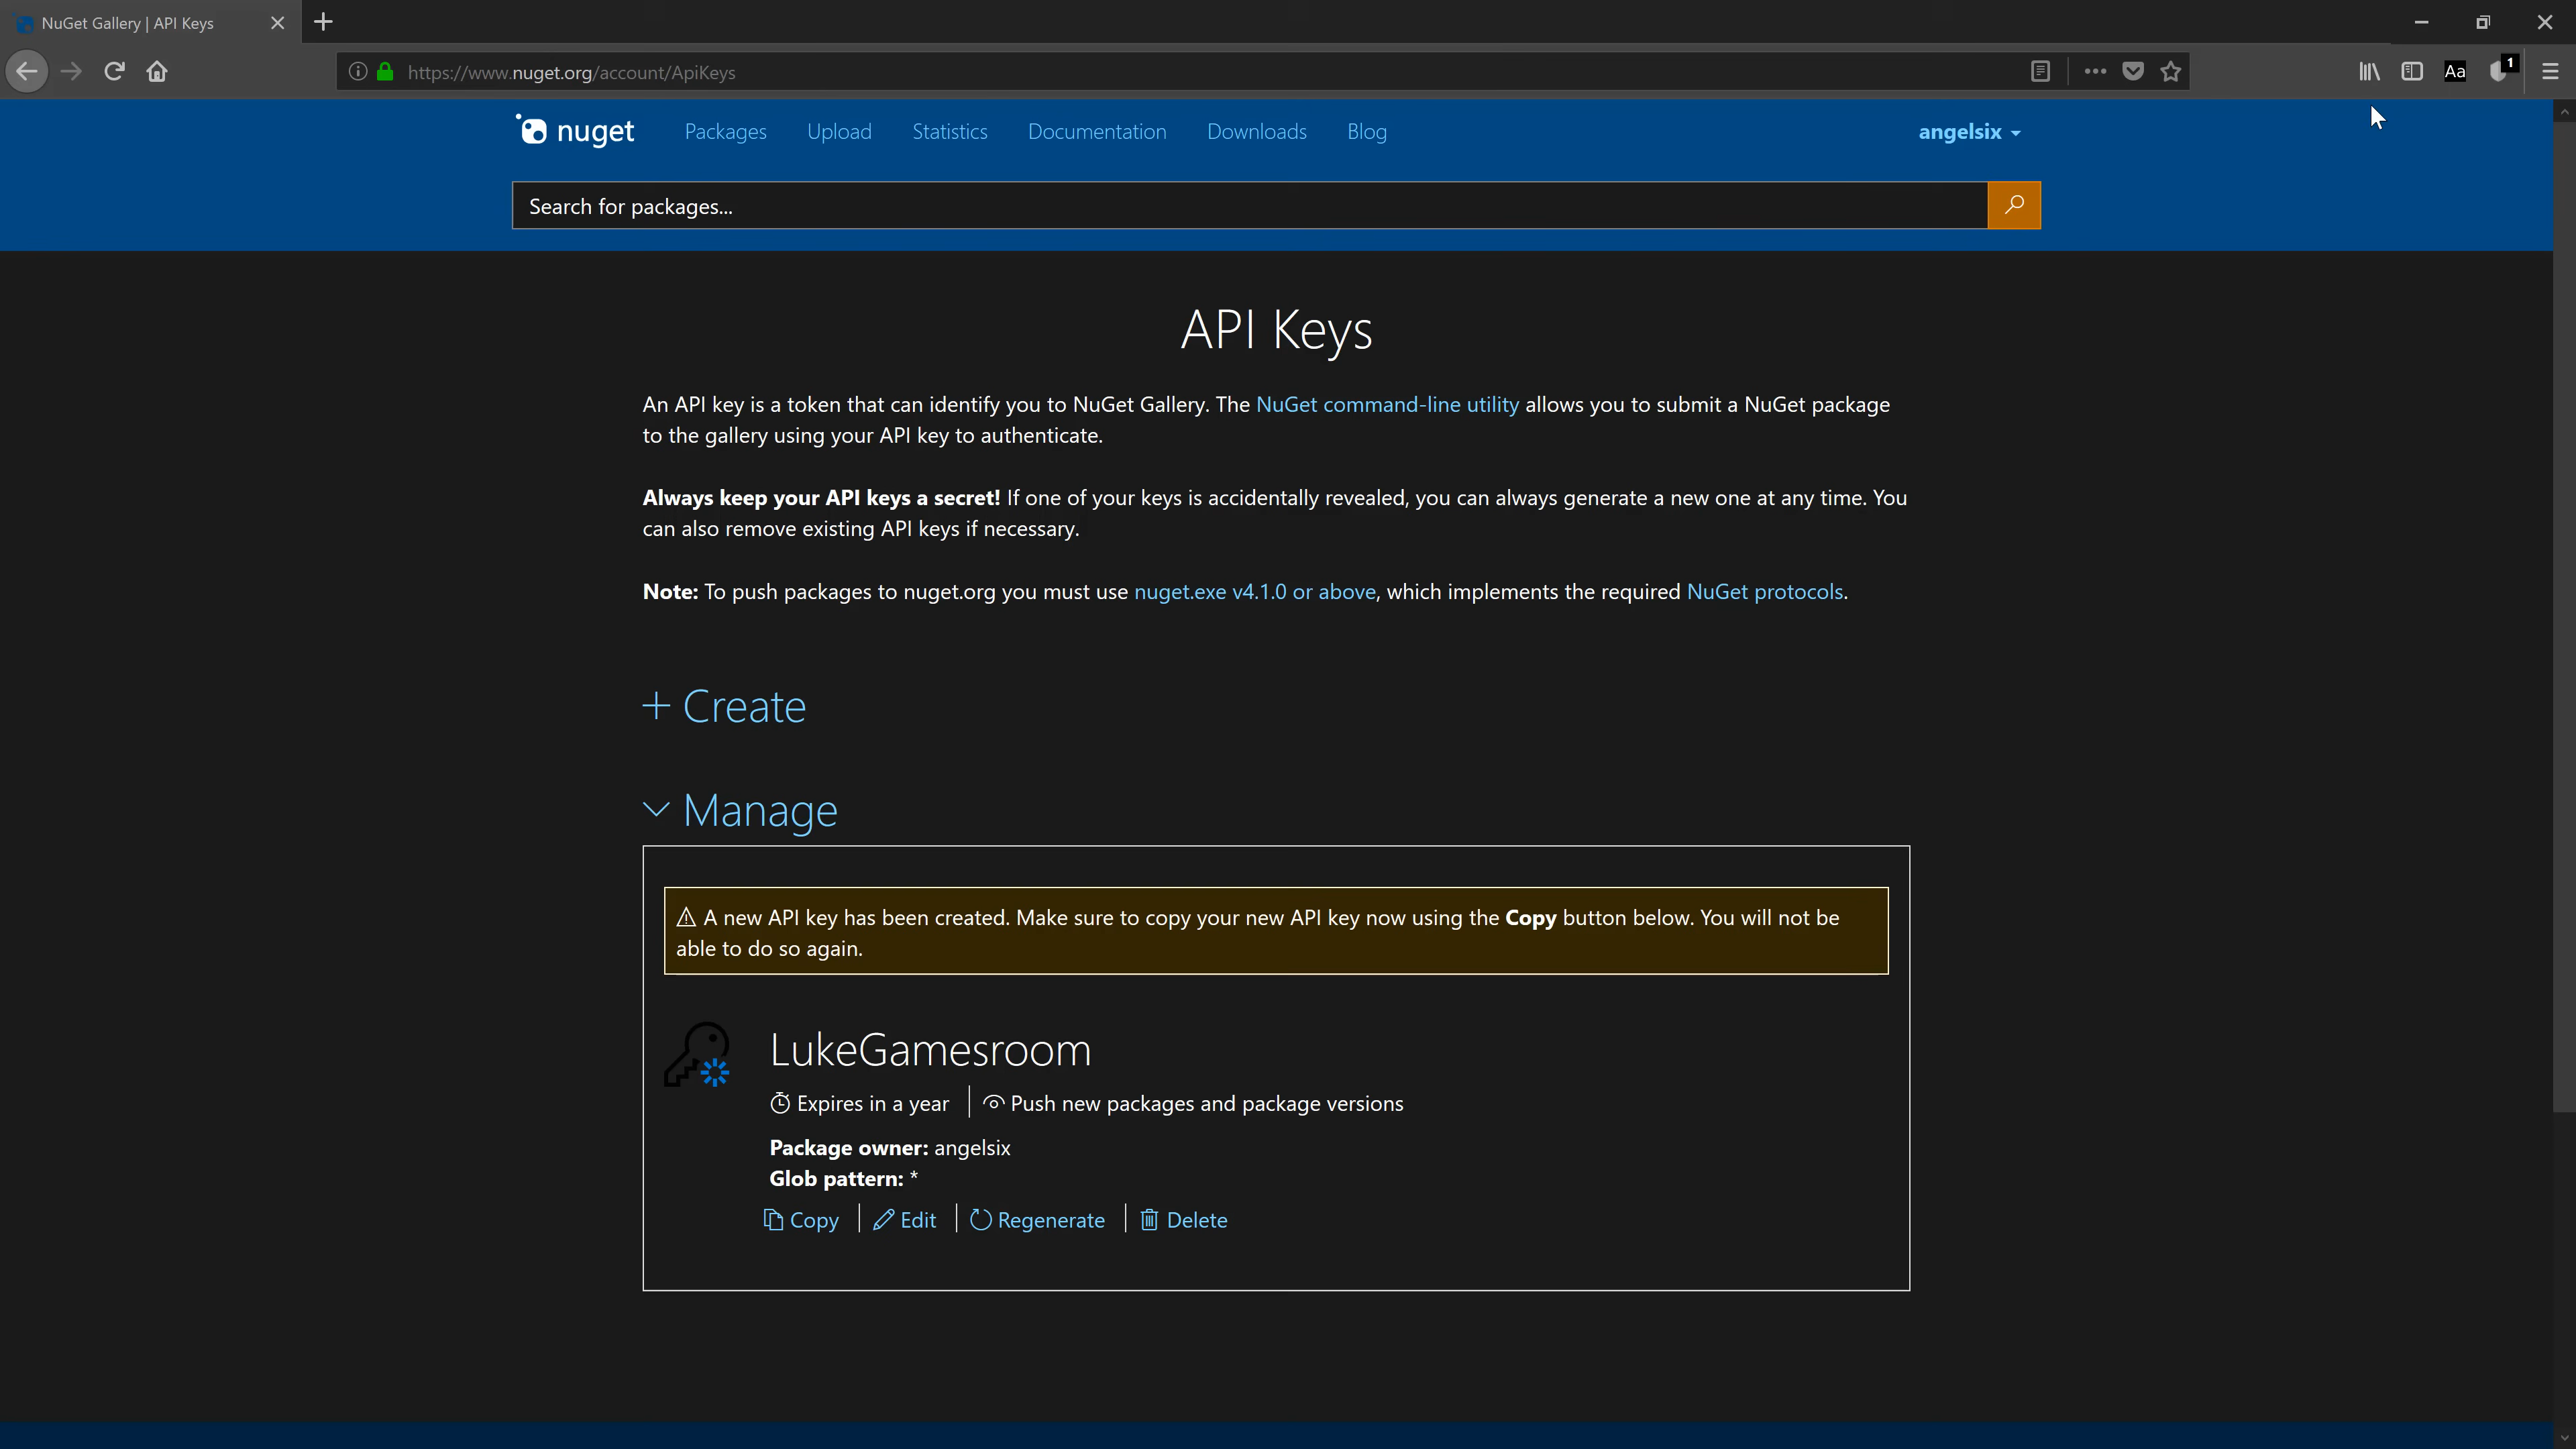 NuGet Gallery | API Keys
https://www.nuget.org/account/ApiKeys
Aa
1
nuget
Packages
Upload
Statistics
Documentation
Downloads
Blog
angelsix
Search for packages...
API Keys
An API key is a token that can identify you to NuGet Gallery. The NuGet command-line utility allows you to submit a NuGet package
to the gallery using your API key to authenticate.
Always keep your API keys a secret! If one of your keys is accidentally revealed, you can always generate a new one at any time. You
can also remove existing API keys if necessary.
Note: To push packages to nuget.org you must use nuget.exe v4.1.0 or above, which implements the required NuGet protocols.
+ Create
Manage
A new API key has been created. Make sure to copy your new API key now using the Copy button below. You will not be
able to do so again.
LukeGamesroom
Expires in a year
Push new packages and package versions
Package owner: angelsix
Glob pattern: *
Copy
Edit
Regenerate
Delete